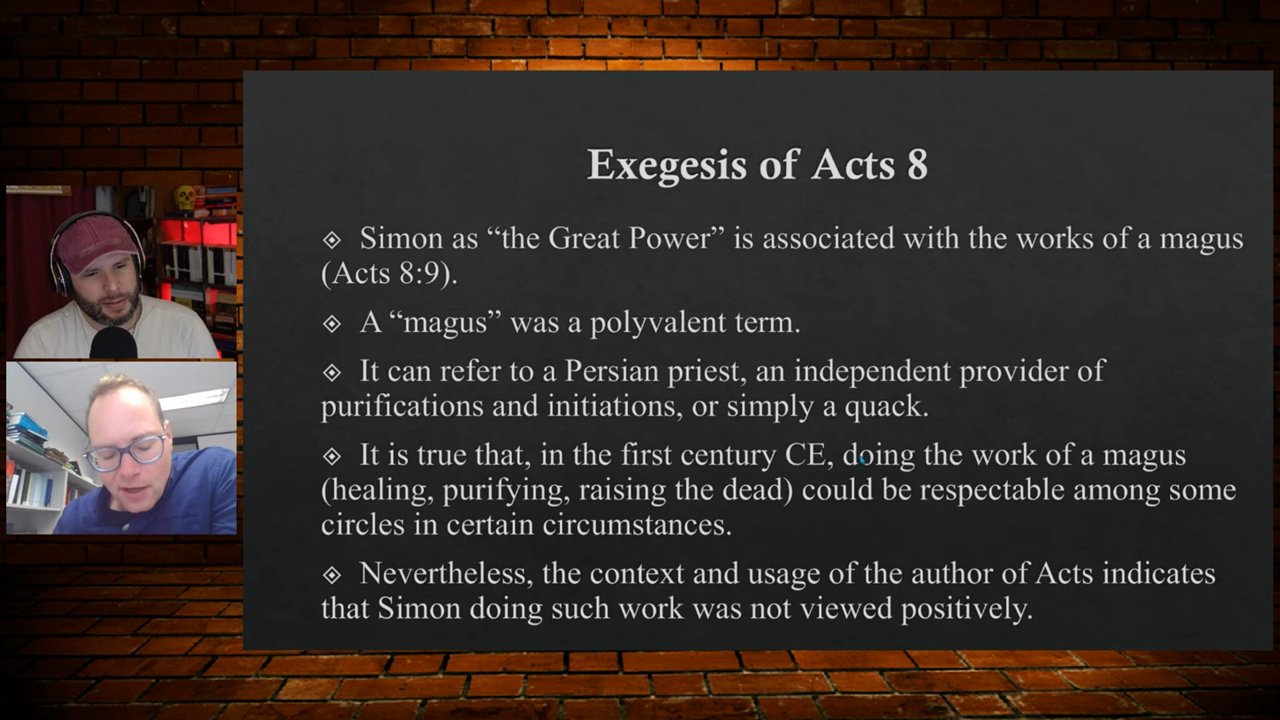 Exegesis of Acts 8
◈ Simon as “the Great Power” is associated with the works of a magus
(Acts 8:9).
◈ A “magus” was a polyvalent term.
◈ It can refer to a Persian priest, an independent provider of
purifications and initiations, or simply a quack.
◈ It is true that, in the first century CE, doing the work of a magus
(healing, purifying, raising the dead) could be respectable among some
circles in certain circumstances.
◈ Nevertheless, the context and usage of the author of Acts indicates
that Simon doing such work was not viewed positively.